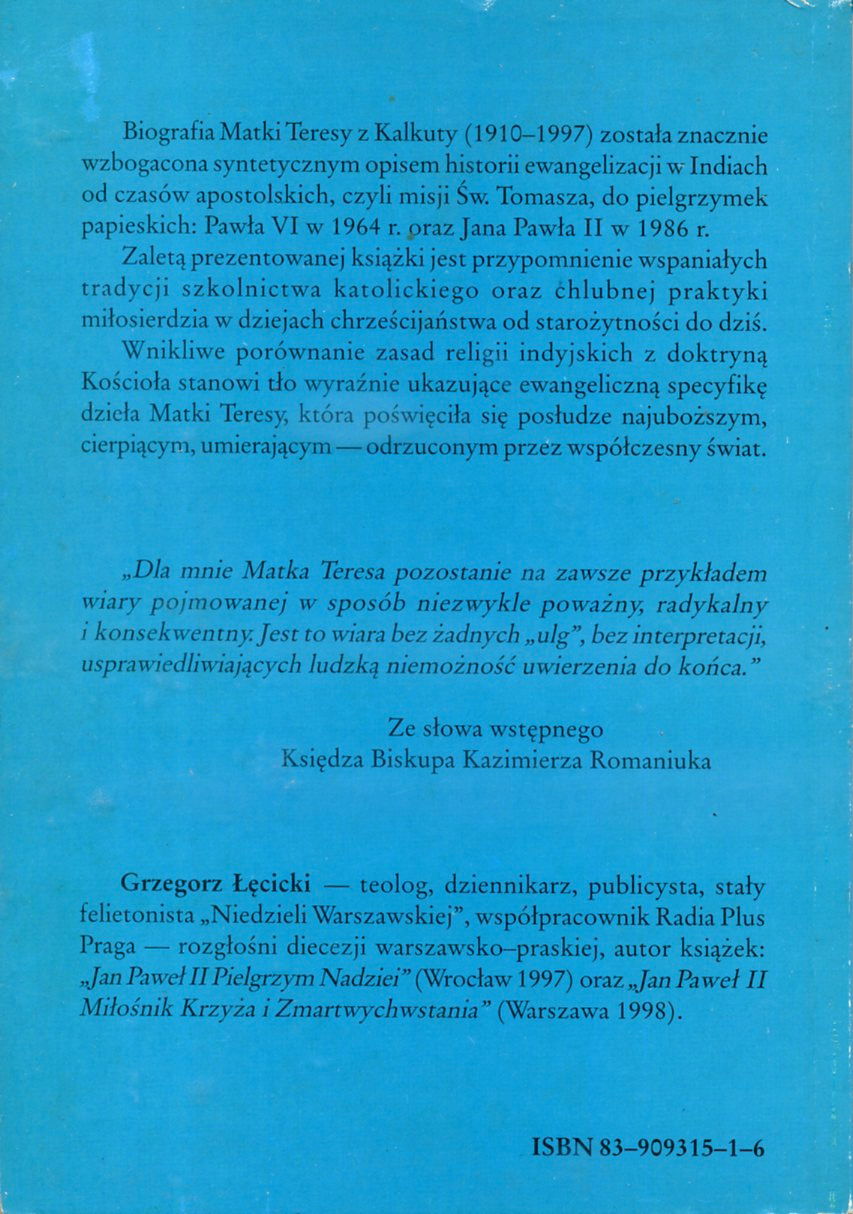 Biografia Matki Teresy z Kalkuty (1910–1997) została znacznie
wzbogacona syntetycznym opisem historii ewangelizacji w Indiach
od czasów apostolskich, czyli misji Św. Tomasza, do pielgrzymek
papieskich: Pawła VI w 1964 r. oraz Jana Pawła II w 1986 r.
Zaletą prezentowanej książki jest przypomnienie wspaniałych
tradycji szkolnictwa katolickiego oraz chlubnej praktyki
miłosierdzia w dziejach chrześcijaństwa od starożytności do dziś.
Wnikliwe porównanie zasad religii indyjskich z doktryną
Kościoła stanowi tło wyraźnie ukazujące ewangeliczną specyfikę
dzieła Matki Teresy, która poświęciła się posłudze najuboższym,
cierpiącym, umierającym — odrzuconym przez współczesny świat.
„Dla mnie Matka Teresa pozostanie na zawsze przykładem
wiary pojmowanej w sposób niezwykle poważny, radykalny
i konsekwentny. Jest to wiara bez żadnych „ulg”, bez interpretacji,
usprawiedliwiających ludzką niemożność uwierzenia do końca.”
Ze słowa wstępnego
Księdza Biskupa Kazimierza Romaniuka
Grzegorz Łęcicki — teolog, dziennikarz, publicysta, stały
felietonista „Niedzieli Warszawskiej”, współpracownik Radia Plus
Praga — rozgłośni diecezji warszawsko–praskiej, autor książek:
„Jan Paweł II Pielgrzym Nadziei” (Wrocław 1997) oraz „Jan Paweł II
Miłośnik Krzyża i Zmartwychwstania” (Warszawa 1998).
ISBN 83–909315–1–6